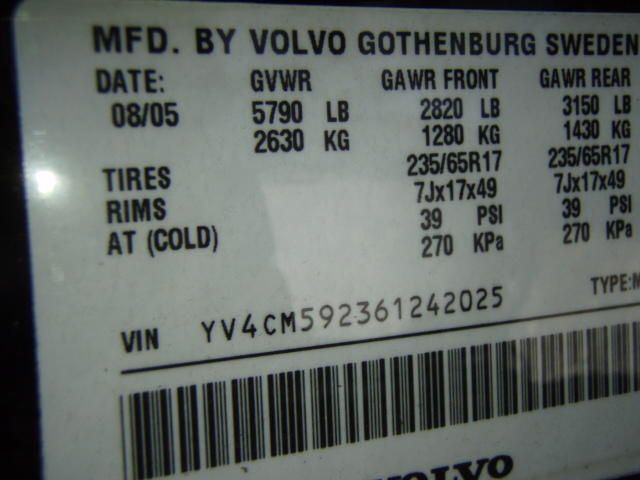 MFD. BY VOLVO GOTHENBURG SWEDEN
DATE: GVWR GAWR FRONT GAWR REAR
08/05 5790 LB 2820 LB 3150 LB
2630 KG 1280 KG 1430 KG
TIRES 235/65R17 235/65R17
RIMS 7Jx17x49 7Jx17x49
AT (COLD) 39 PSI 39 PSI
270 KPa 270 KPa
VIN YV4CM592361242025 TYPE:M
VOLVO